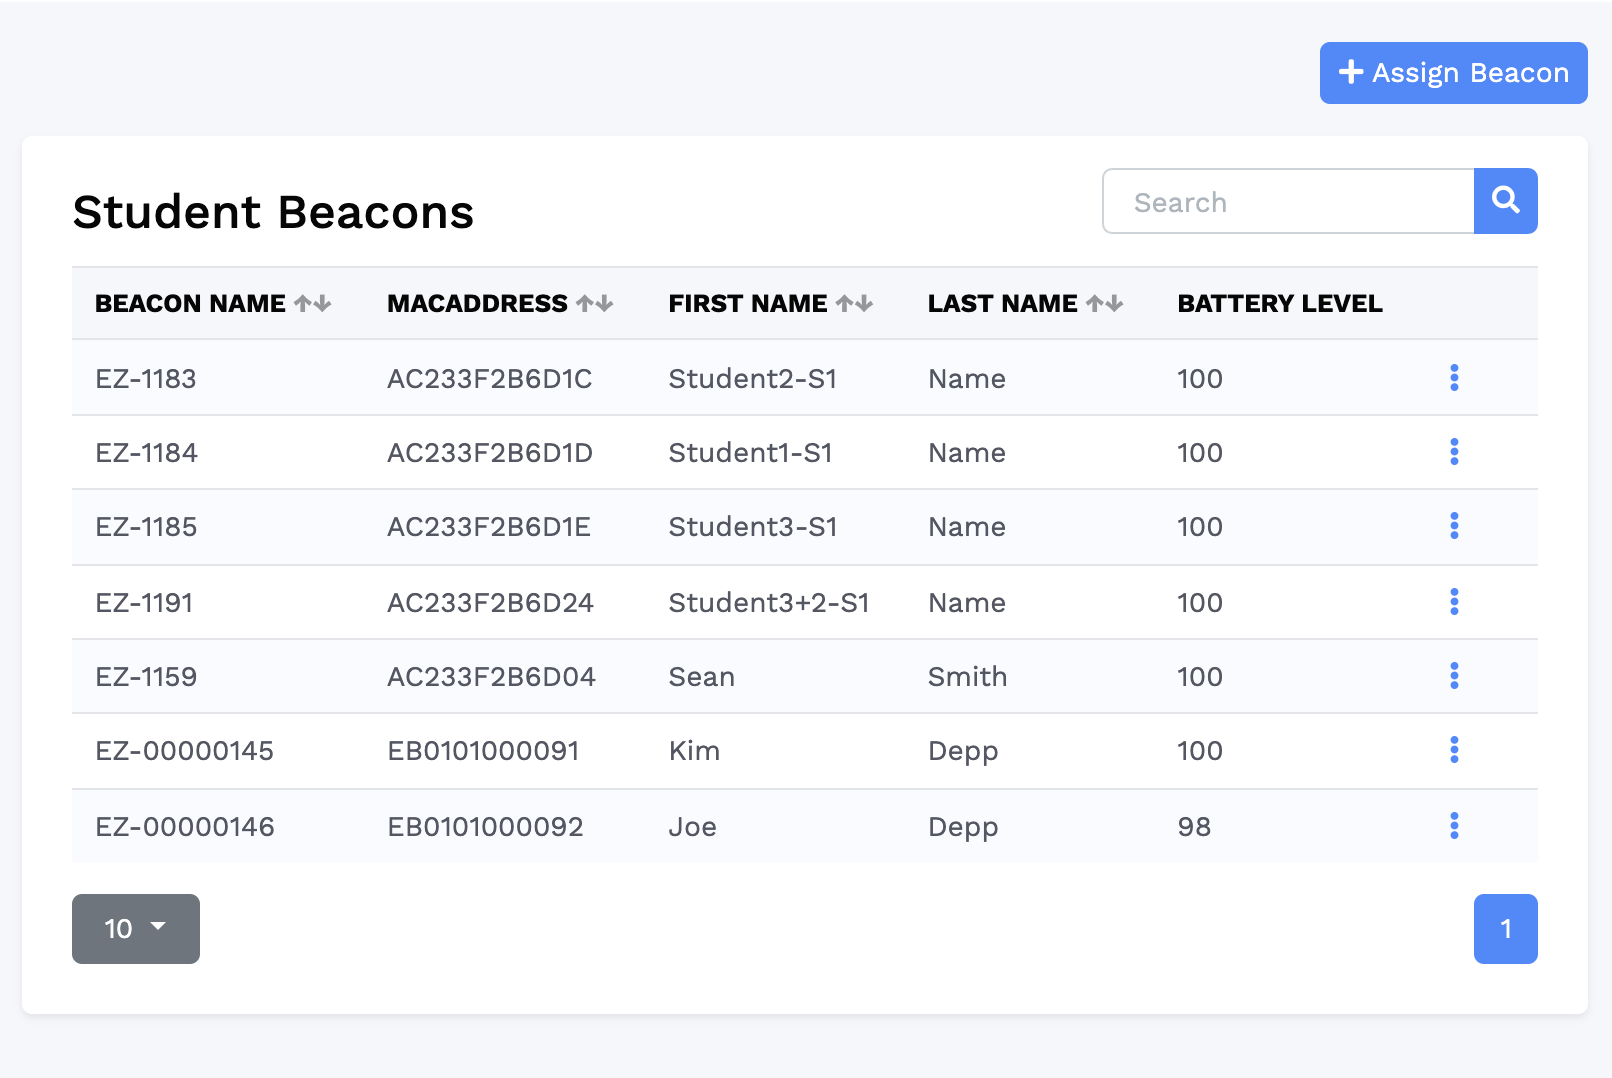 Assign Beacon
Student Beacons
Search
BEACON NAME MACADDRESS FIRST NAME LAST NAME BATTERY LEVEL
EZ-1183 AC233F2B6D1C Student2-S1 Name 100
EZ-1184 AC233F2B6D1D Student1-S1 Name 100
EZ-1185 AC233F2B6D1E Student3-S1 Name 100
EZ-1191 AC233F2B6D24 Student3+2-S1 Name 100
EZ-1159 AC233F2B6D04 Sean Smith 100
EZ-00000145 EB0101000091 Kim Depp 100
EZ-00000146 EB0101000092 Joe Depp 98
10
1